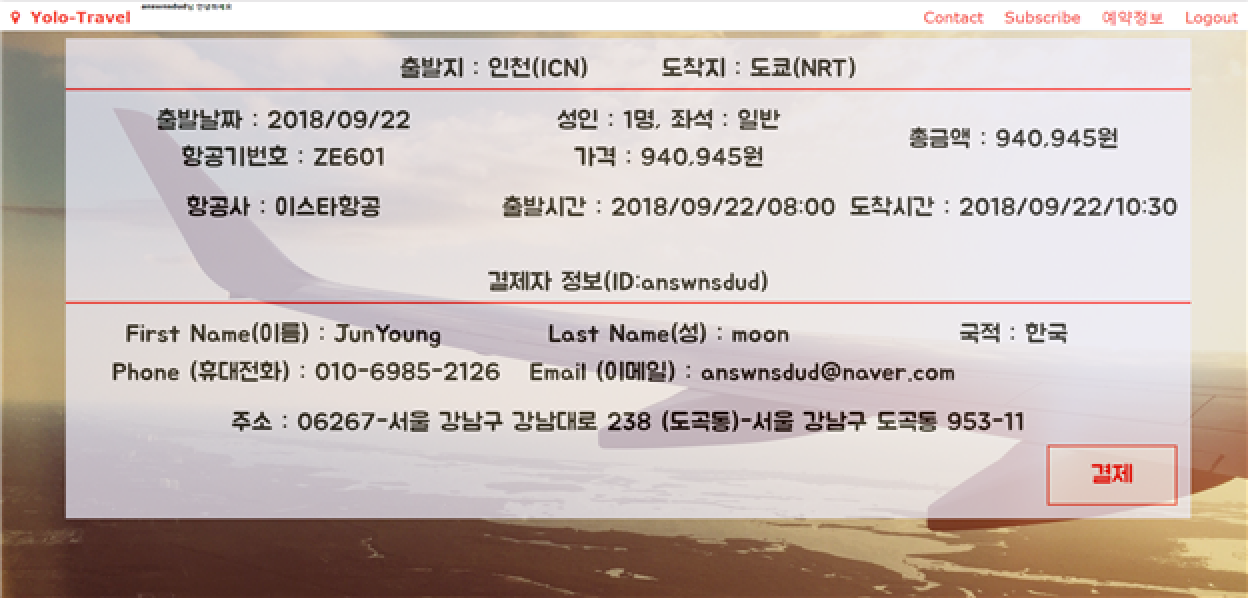 answnsdud님 안녕하세요
Yolo-Travel Contact Subscribe 예약정보 Logout
출발지 : 인천(ICN) 도착지 : 도쿄(NRT)
출발날짜 : 2018/09/22 성인 : 1명, 좌석 : 일반 총금액 : 940,945원
항공기번호 : ZE601 가격 : 940,945원
항공사 : 이스타항공 출발시간 : 2018/09/22/08:00 도착시간 : 2018/09/22/10:30
결제자 정보(ID:answnsdud)
First Name(이름) : JunYoung Last Name(성) : moon 국적 : 한국
Phone (휴대전화) : 010-6985-2126 Email (이메일) : answnsdud@naver.com
주소 : 06267-서울 강남구 강남대로 238 (도곡동)-서울 강남구 도곡동 953-11
결제